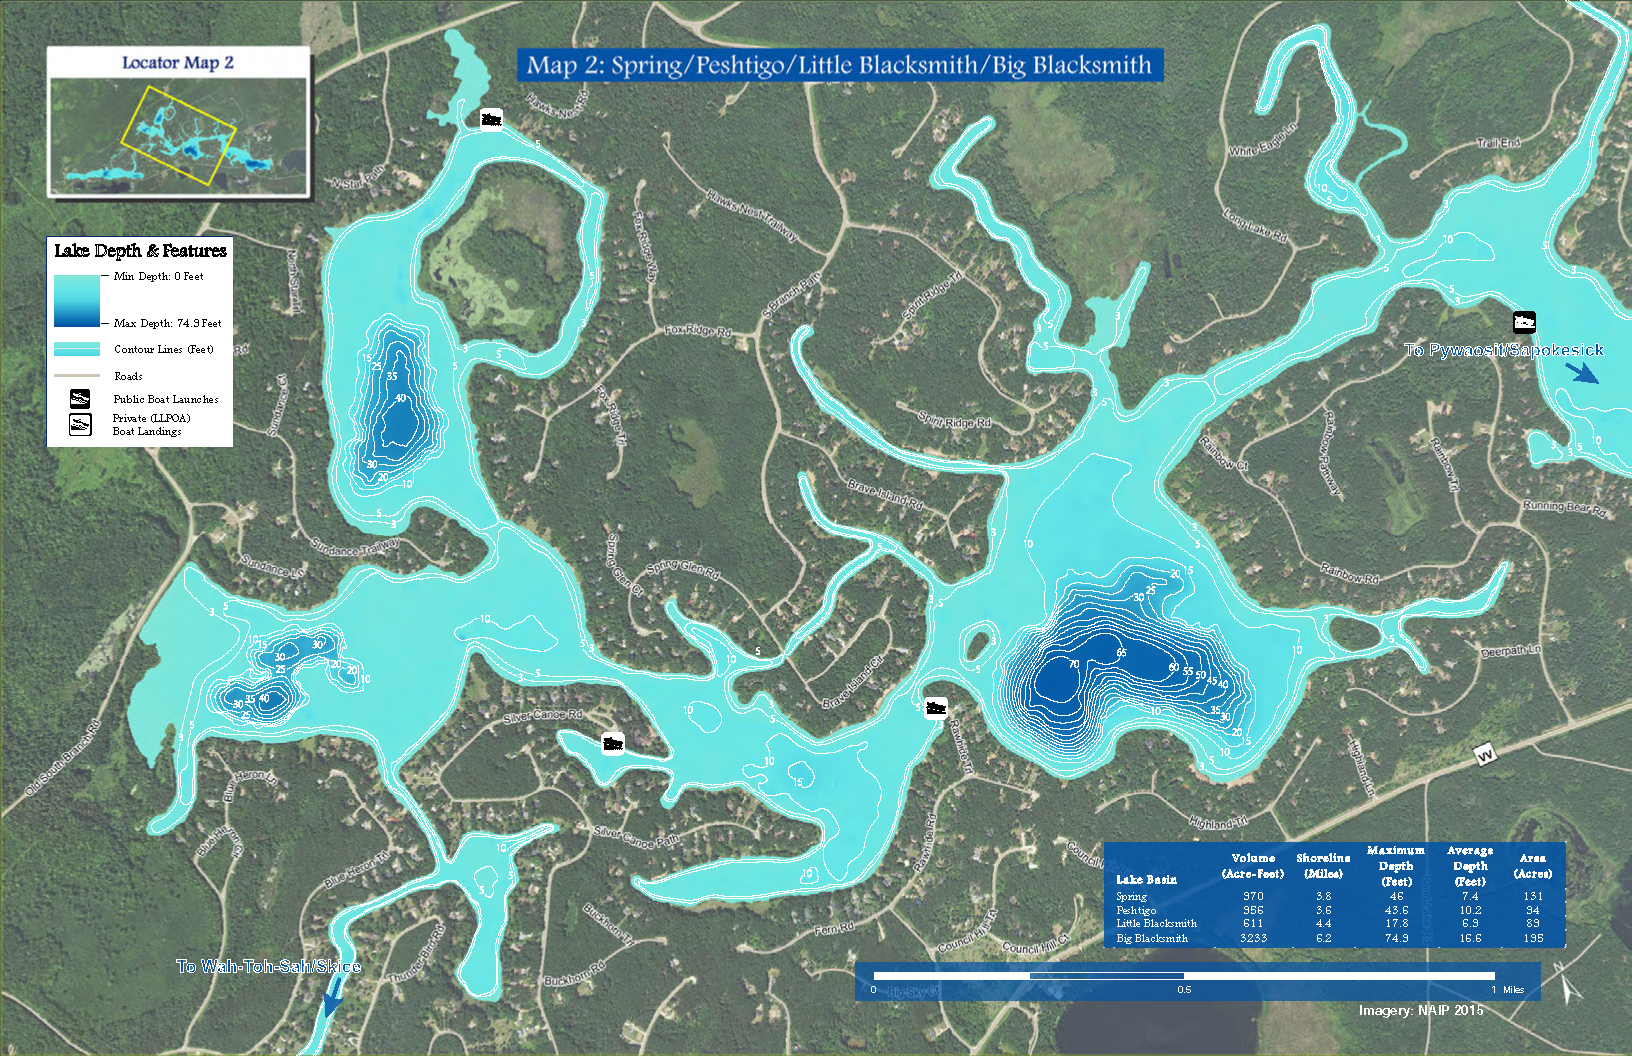 Map 2: Spring/Peshtigo/Little Blacksmith/Big Blacksmith
Locator Map 2
Lake Depth & Features
Min Depth: 0 Feet
Max Depth: 74.9 Feet
Contour Lines (Feet)
Roads
Public Boat Launches
Private (LLPOA)
Boat Landings
Hawks Nest Rd
N Star Path
North Star Trl
Rd
Sundance Ct
Hawks Nest Trailway
Fox Ridge Way
Fox Ridge Rd
Fox Ridge Trl
S Branch Path
Spirit Ridge Trl
Spirit Ridge Rd
White Eagle Ln
Long Lake Rd
Trail End
To Pywaosit/Sapokesick
Rainbow Ct
Rainbow Parkway
Rainbow Trl
Running Bear Rd
Rainbow Rd
Deerpath Ln
Brave Island Rd
Brave Island Cir
Sundance Trailway
Sundance Ln
Spring Glen Ct
Spring Glen Rd
Old South Branch Rd
Blue Heron Ln
Blue Heron Cir
Blue Heron Trl
Silver Canoe Rd
Silver Canoe Path
Rawhide Trl
Rawhide Rd
Highland Ln
Highland Trl
VV
Council Hill
Council Hill Trl
Council Hill Ct
Fern Rd
Buckhorn Trl
Buckhorn Rd
Thunderbird Rd
Big Sky Ct
To Wah-Toh-Sah/Skice
Lake Basin Volume (Acre-Feet) Shoreline (Miles) Maximum Depth (Feet) Average Depth (Feet) Area (Acres)
Spring 970 3.8 46 7.4 131
Peshtigo 956 3.6 43.6 10.2 94
Little Blacksmith 611 4.4 17.8 6.9 89
Big Blacksmith 3233 6.2 74.9 16.6 195
0 0.5 1 Miles
N
Imagery: NAIP 2015